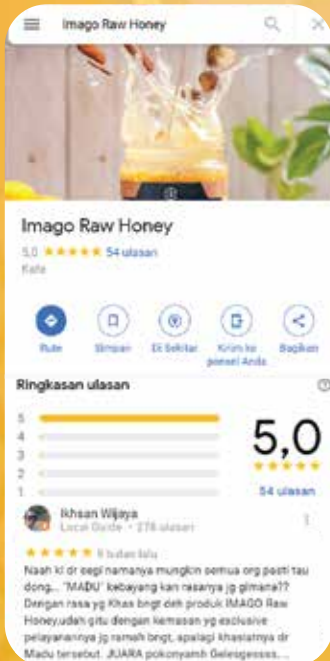 Imago Raw Honey
Imago Raw Honey
5,0 54 ulasan
Kafe
Rute Simpan Di Sekitar Kirim ke ponsel Anda Bagikan
Ringkasan ulasan
5
4
3
2
1
5,0
54 ulasan
Ikhsan Wijaya
Local Guide • 278 ulasan
bulan lalu
Naah ki dr segi namanya mungkin semua org pasti tau
dong... "MADU" kebayang kan rasanya jg gimana??
Dengan rasa yg Khas bngt deh produk IMAGO Raw
Honey,udah gitu dengan kemasan yg exclusive
pelayanannya jg ramah bngt, apalagi khasiatnya dr
Madu tersebut. JUARA pokonyamh